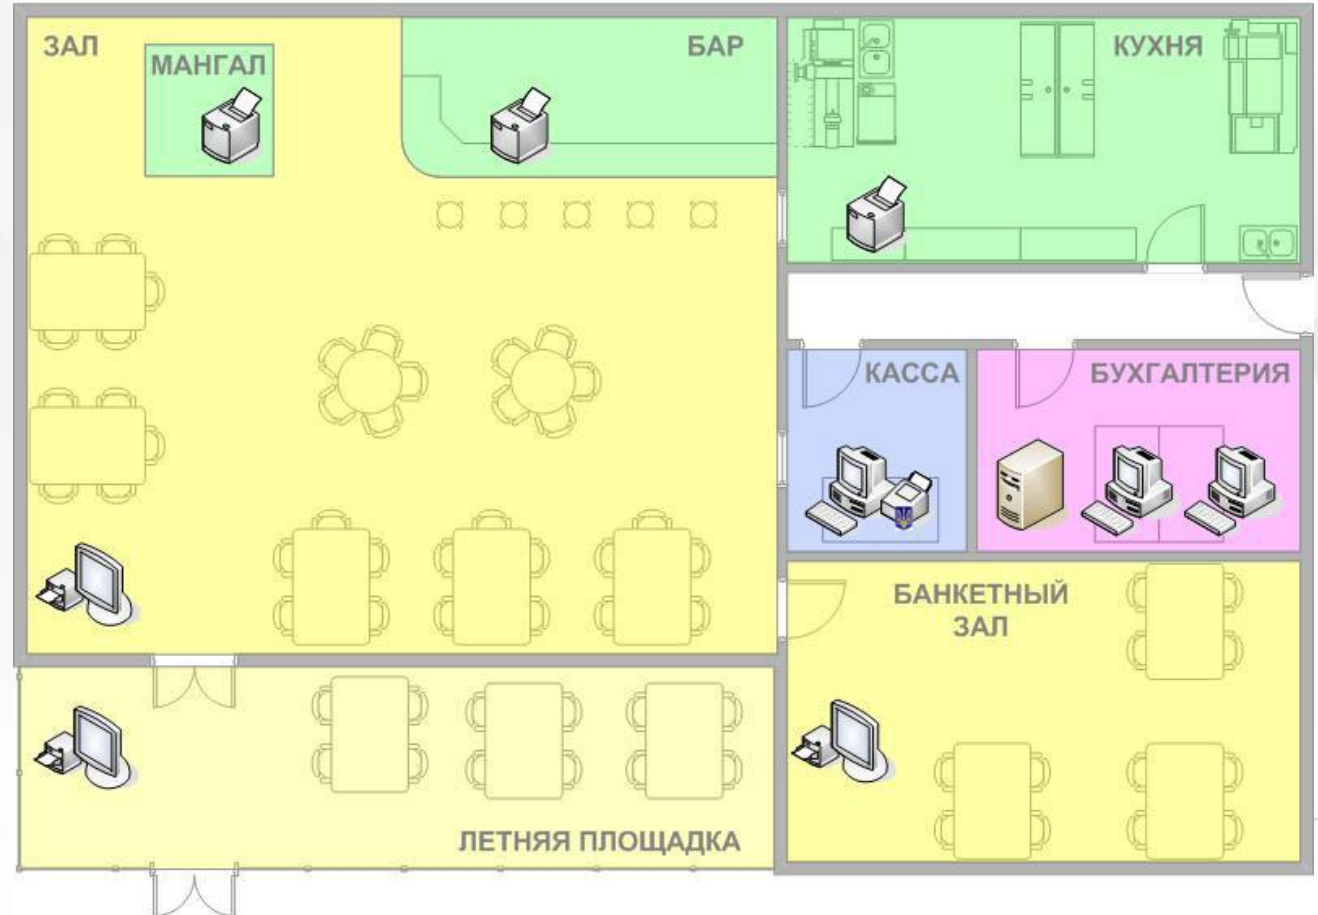 ЗАЛ
МАНГАЛ
БАР
КУХНЯ
КАССА
БУХГАЛТЕРИЯ
БАНКЕТНЫЙ
ЗАЛ
ЛЕТНЯЯ ПЛОЩАДКА